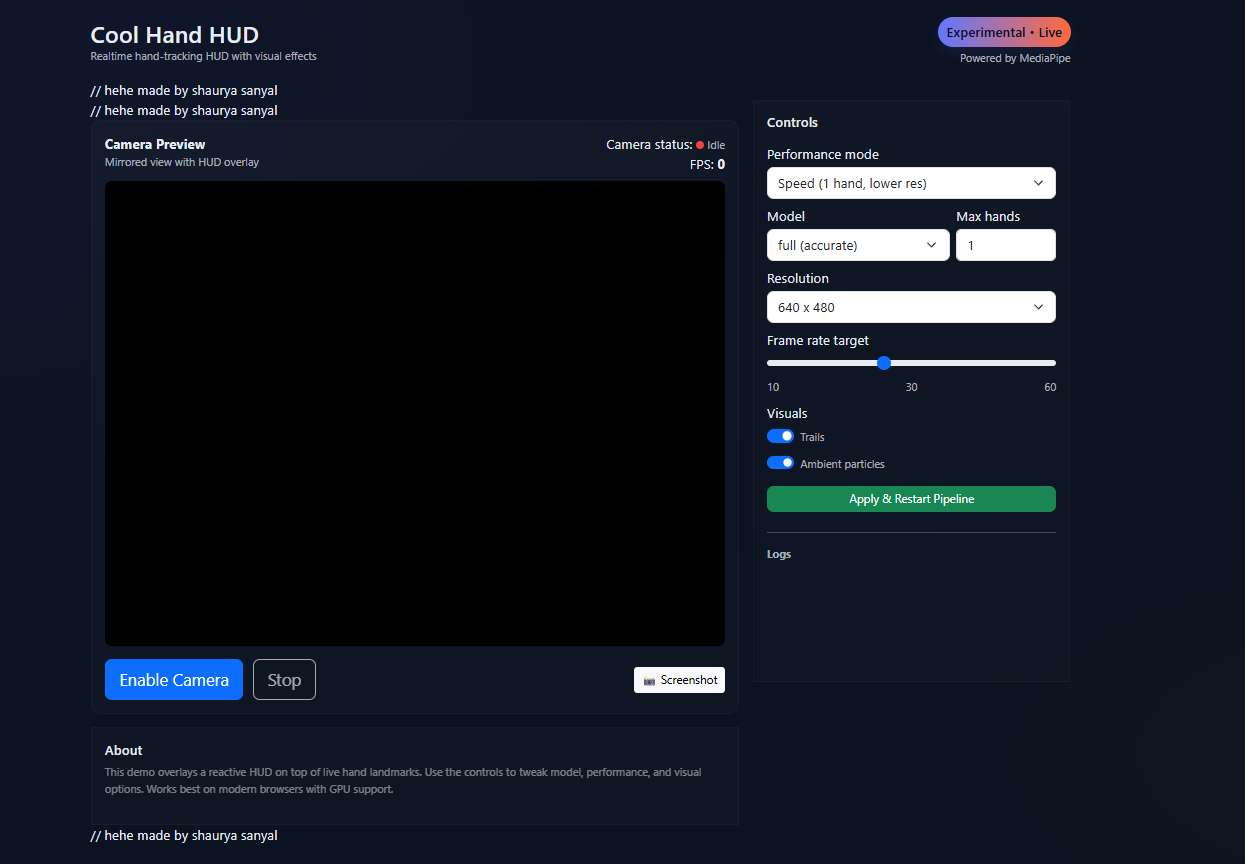 Cool Hand HUD
Realtime hand-tracking HUD with visual effects
Experimental • Live
Powered by MediaPipe
// hehe made by shaurya sanyal
// hehe made by shaurya sanyal
Camera Preview
Mirrored view with HUD overlay
Camera status: Idle
FPS: 0
Enable Camera
Stop
📸 Screenshot
About
This demo overlays a reactive HUD on top of live hand landmarks. Use the controls to tweak model, performance, and visual
options. Works best on modern browsers with GPU support.
// hehe made by shaurya sanyal
Controls
Performance mode
Speed (1 hand, lower res)
Model Max hands
full (accurate) 1
Resolution
640 x 480
Frame rate target
10 30 60
Visuals
Trails
Ambient particles
Apply & Restart Pipeline
Logs